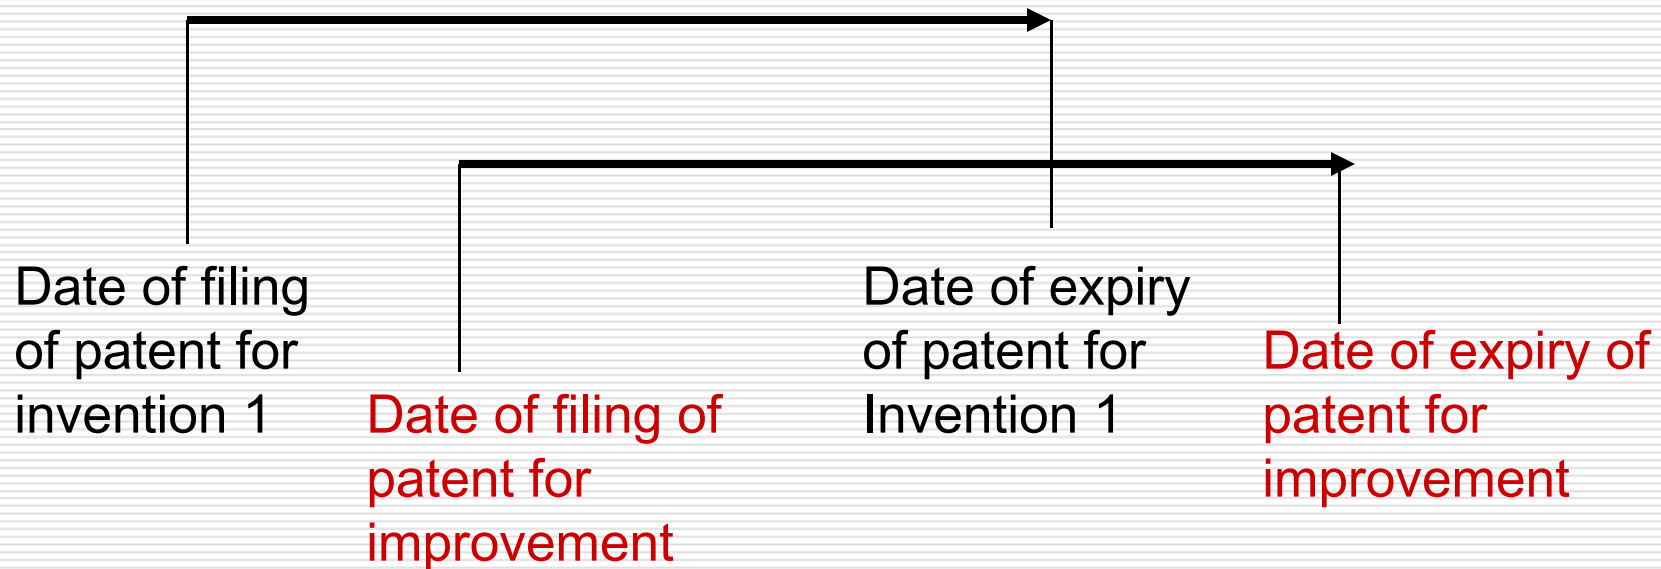 Date of filing
of patent for
invention 1
Date of filing of
patent for
improvement
Date of expiry
of patent for
Invention 1
Date of expiry of
patent for
improvement